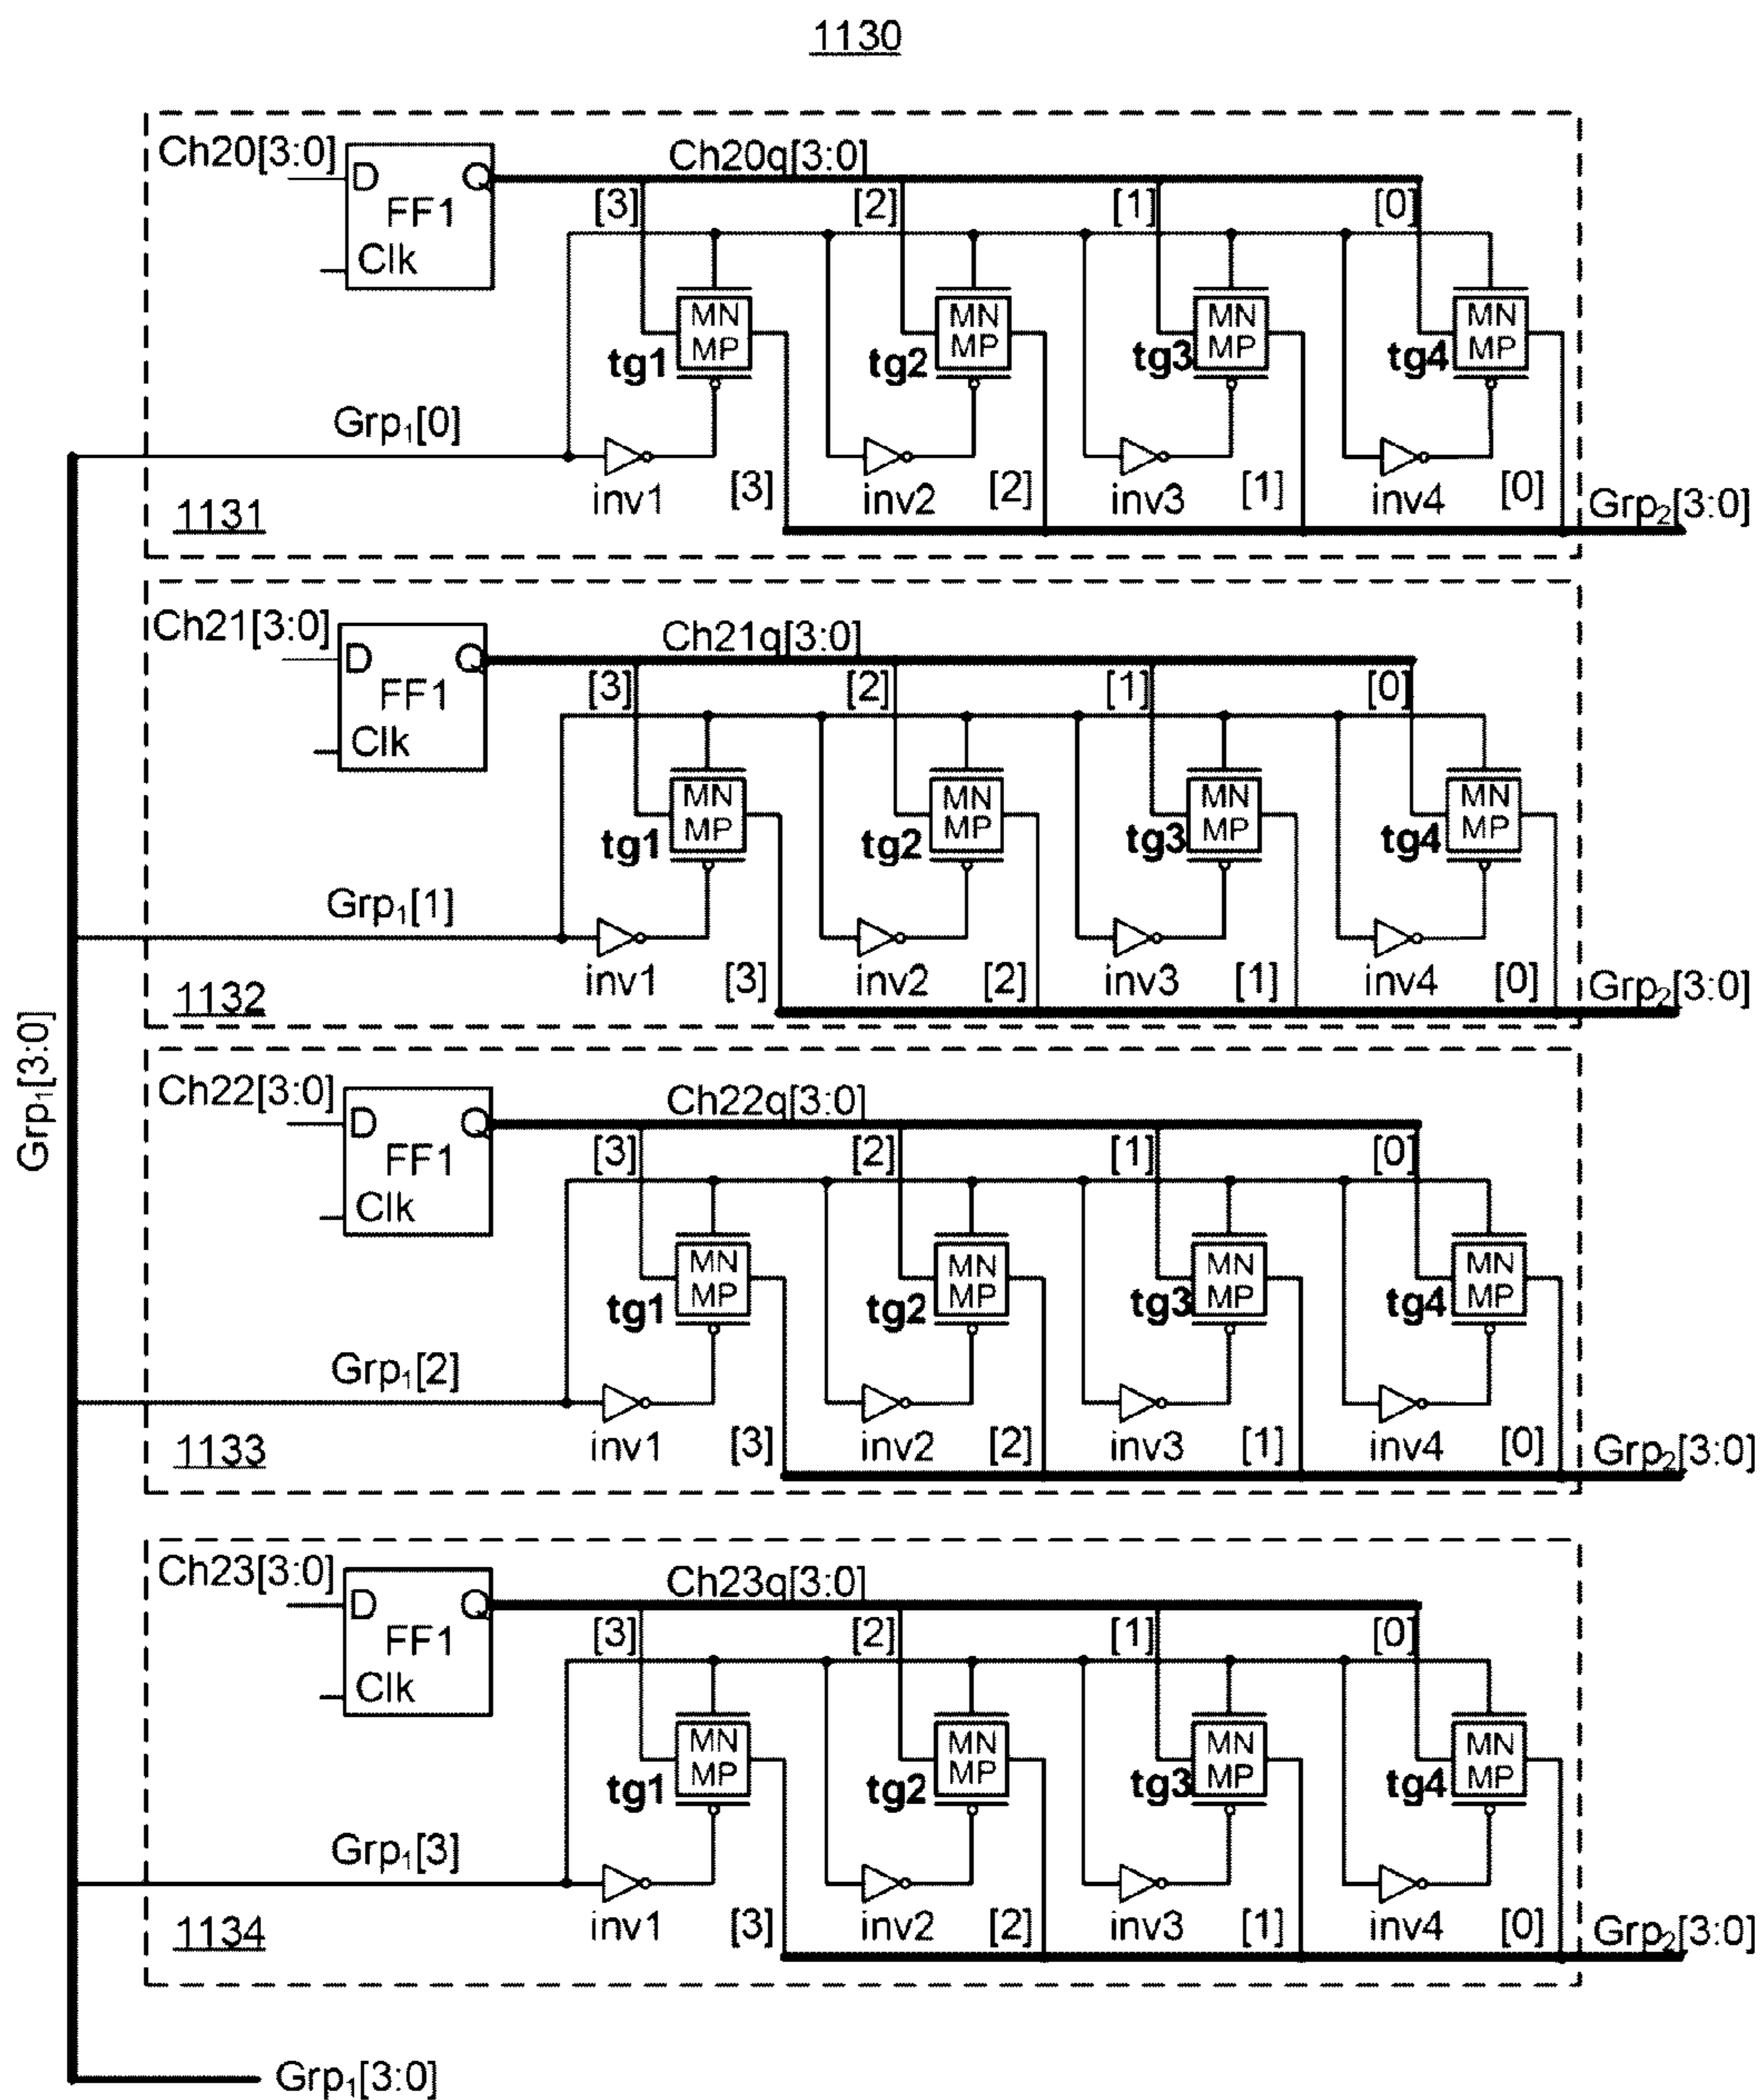 1130
Ch20[3:0]
Ch20q[3:0]
D Q
FF1
Clk
[3] [2] [1] [0]
MN MN MN MN
MP MP MP MP
tg1 tg2 tg3 tg4
Grp₁[0]
inv1 inv2 inv3 inv4
[3] [2] [1] [0]
Grp₂[3:0]
1131
Ch21[3:0]
Ch21q[3:0]
D Q
FF1
Clk
[3] [2] [1] [0]
MN MN MN MN
MP MP MP MP
tg1 tg2 tg3 tg4
Grp₁[1]
inv1 inv2 inv3 inv4
[3] [2] [1] [0]
Grp₂[3:0]
1132
Grp₁[3:0]
Ch22[3:0]
Ch22q[3:0]
D Q
FF1
Clk
[3] [2] [1] [0]
MN MN MN MN
MP MP MP MP
tg1 tg2 tg3 tg4
Grp₁[2]
inv1 inv2 inv3 inv4
[3] [2] [1] [0]
Grp₂[3:0]
1133
Ch23[3:0]
Ch23q[3:0]
D Q
FF1
Clk
[3] [2] [1] [0]
MN MN MN MN
MP MP MP MP
tg1 tg2 tg3 tg4
Grp₁[3]
inv1 inv2 inv3 inv4
[3] [2] [1] [0]
Grp₂[3:0]
1134
Grp₁[3:0]